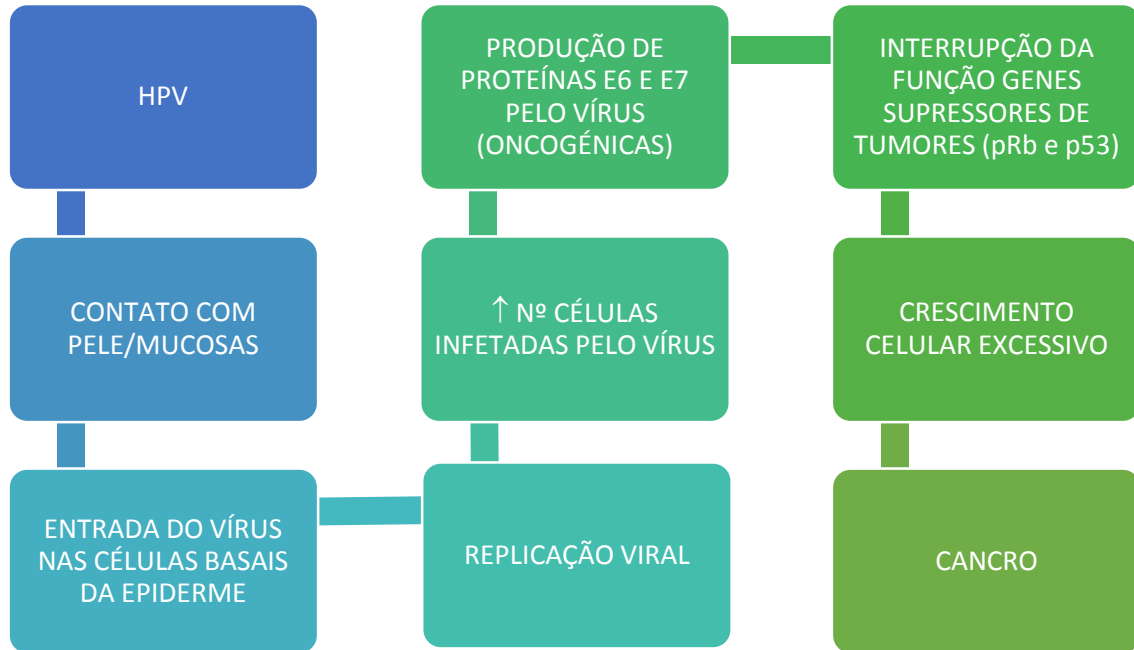 HPV
CONTATO COM
PELE/MUCOSAS
ENTRADA DO VÍRUS
NAS CÉLULAS BASAIS
DA EPIDERME
REPLICAÇÃO VIRAL
↑ Nº CÉLULAS
INFETADAS PELO VÍRUS
PRODUÇÃO DE
PROTEÍNAS E6 E E7
PELO VÍRUS
(ONCOGÉNICAS)
INTERRUPÇÃO DA
FUNÇÃO GENES
SUPRESSORES DE
TUMORES (pRb e p53)
CRESCIMENTO
CELULAR EXCESSIVO
CANCRO